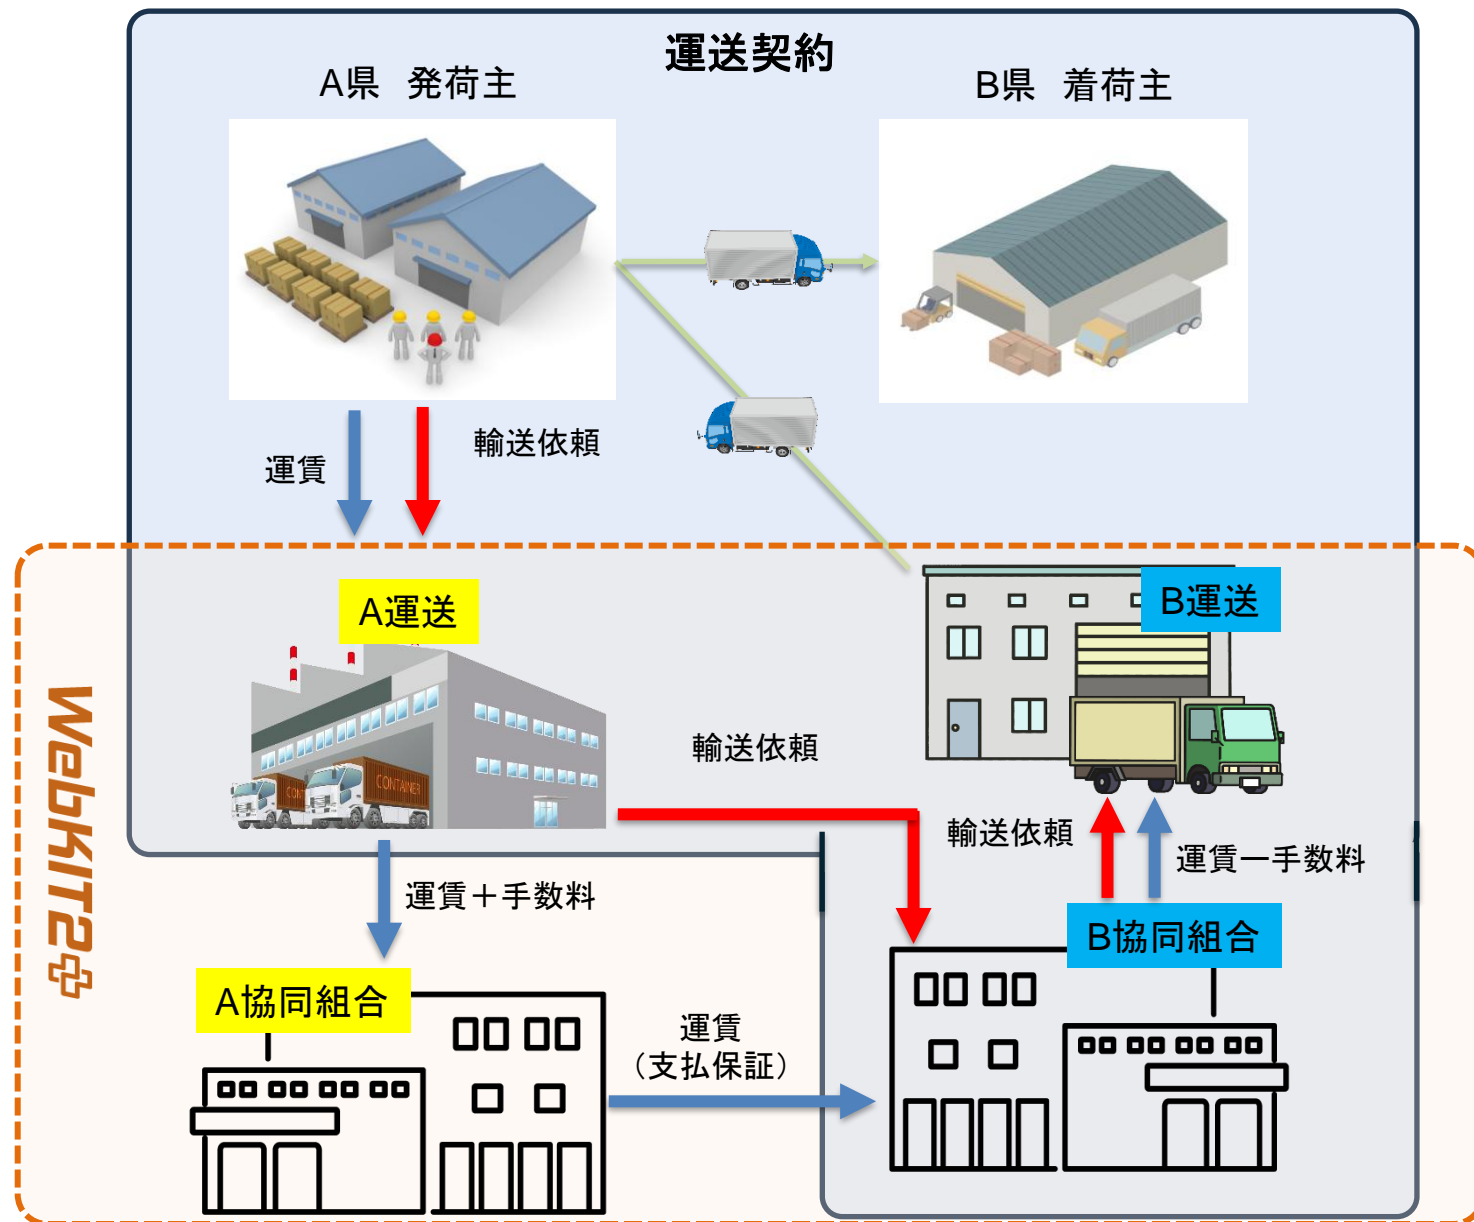 運送契約
A県　発荷主
B県　着荷主
運賃
輸送依頼
A運送
B運送
CONTAINER
輸送依頼
輸送依頼
運賃ー手数料
運賃＋手数料
WebKIT2
A協同組合
B協同組合
運賃
（支払保証）